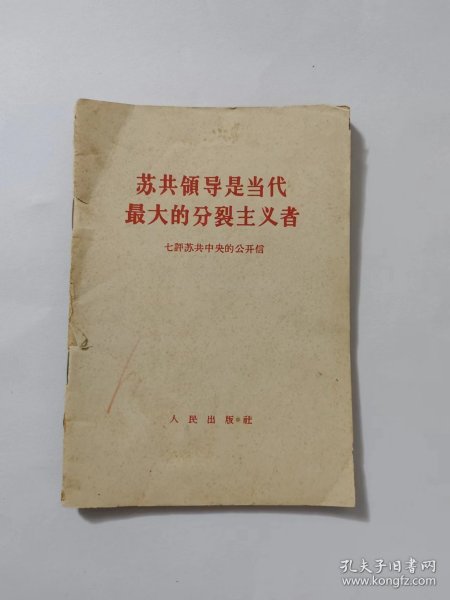 苏共領导是当代
最大的分裂主义者
七評苏共中央的公开信
人民出版社
孔夫子旧书网
www.kongfz.com